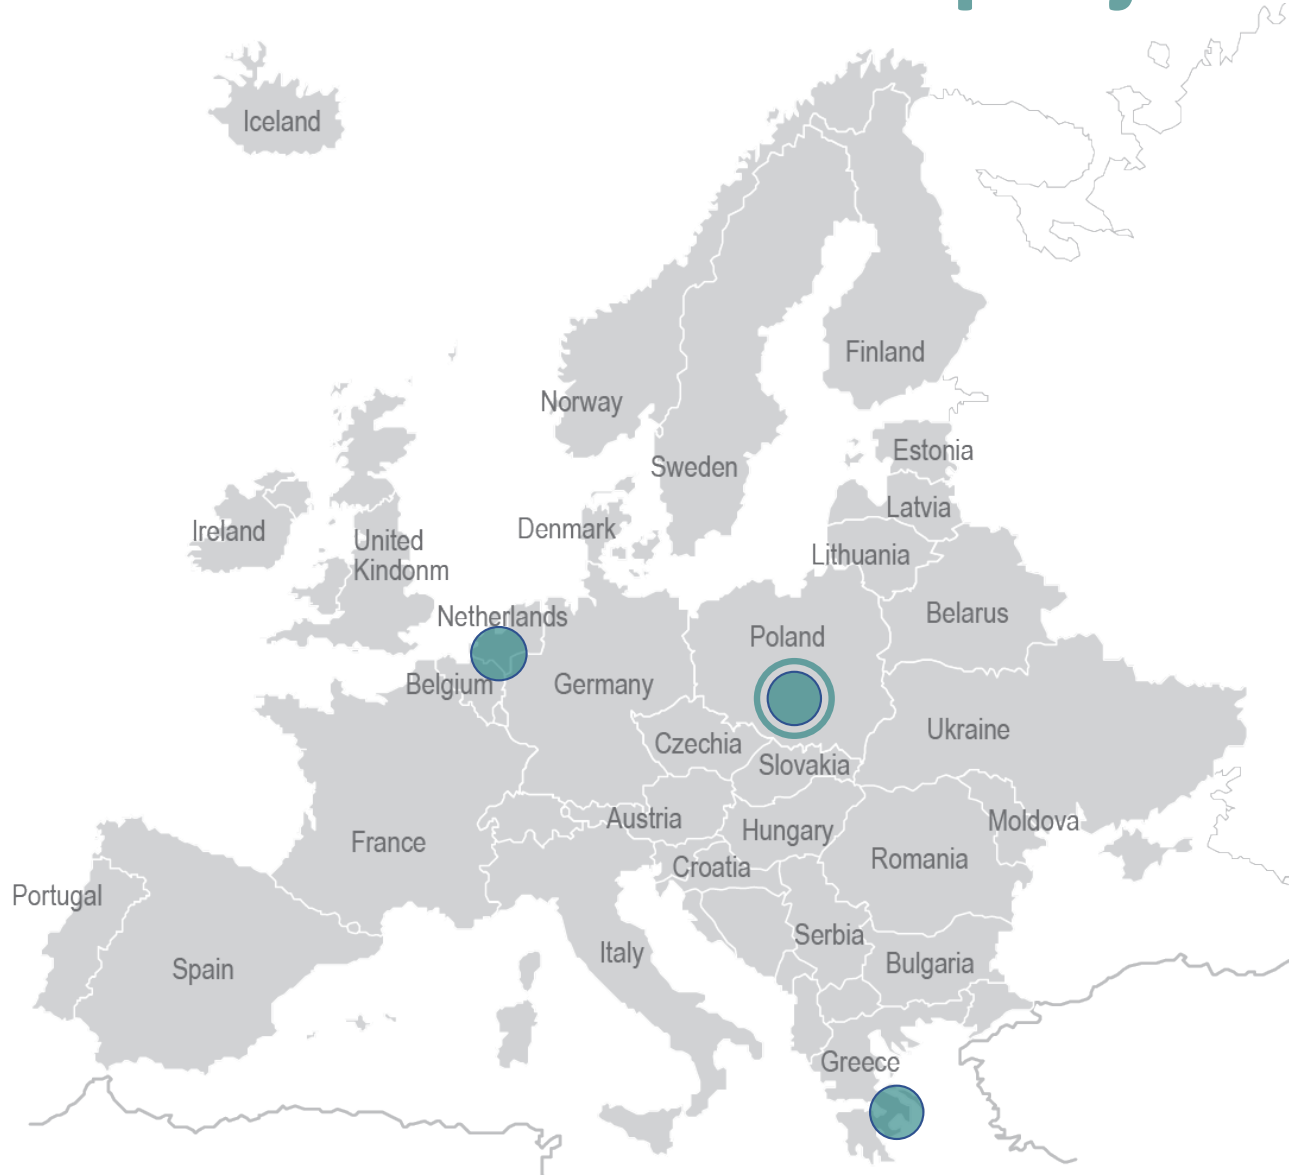 Iceland
Finland
Norway
Estonia
Sweden
Latvia
Ireland
Denmark
United
Kindonm
Lithuania
Netherlands
Belarus
Poland
Belgium
Germany
Ukraine
Czechia
Slovakia
Austria
Moldova
Hungary
France
Romania
Croatia
Portugal
Serbia
Italy
Bulgaria
Spain
Greece